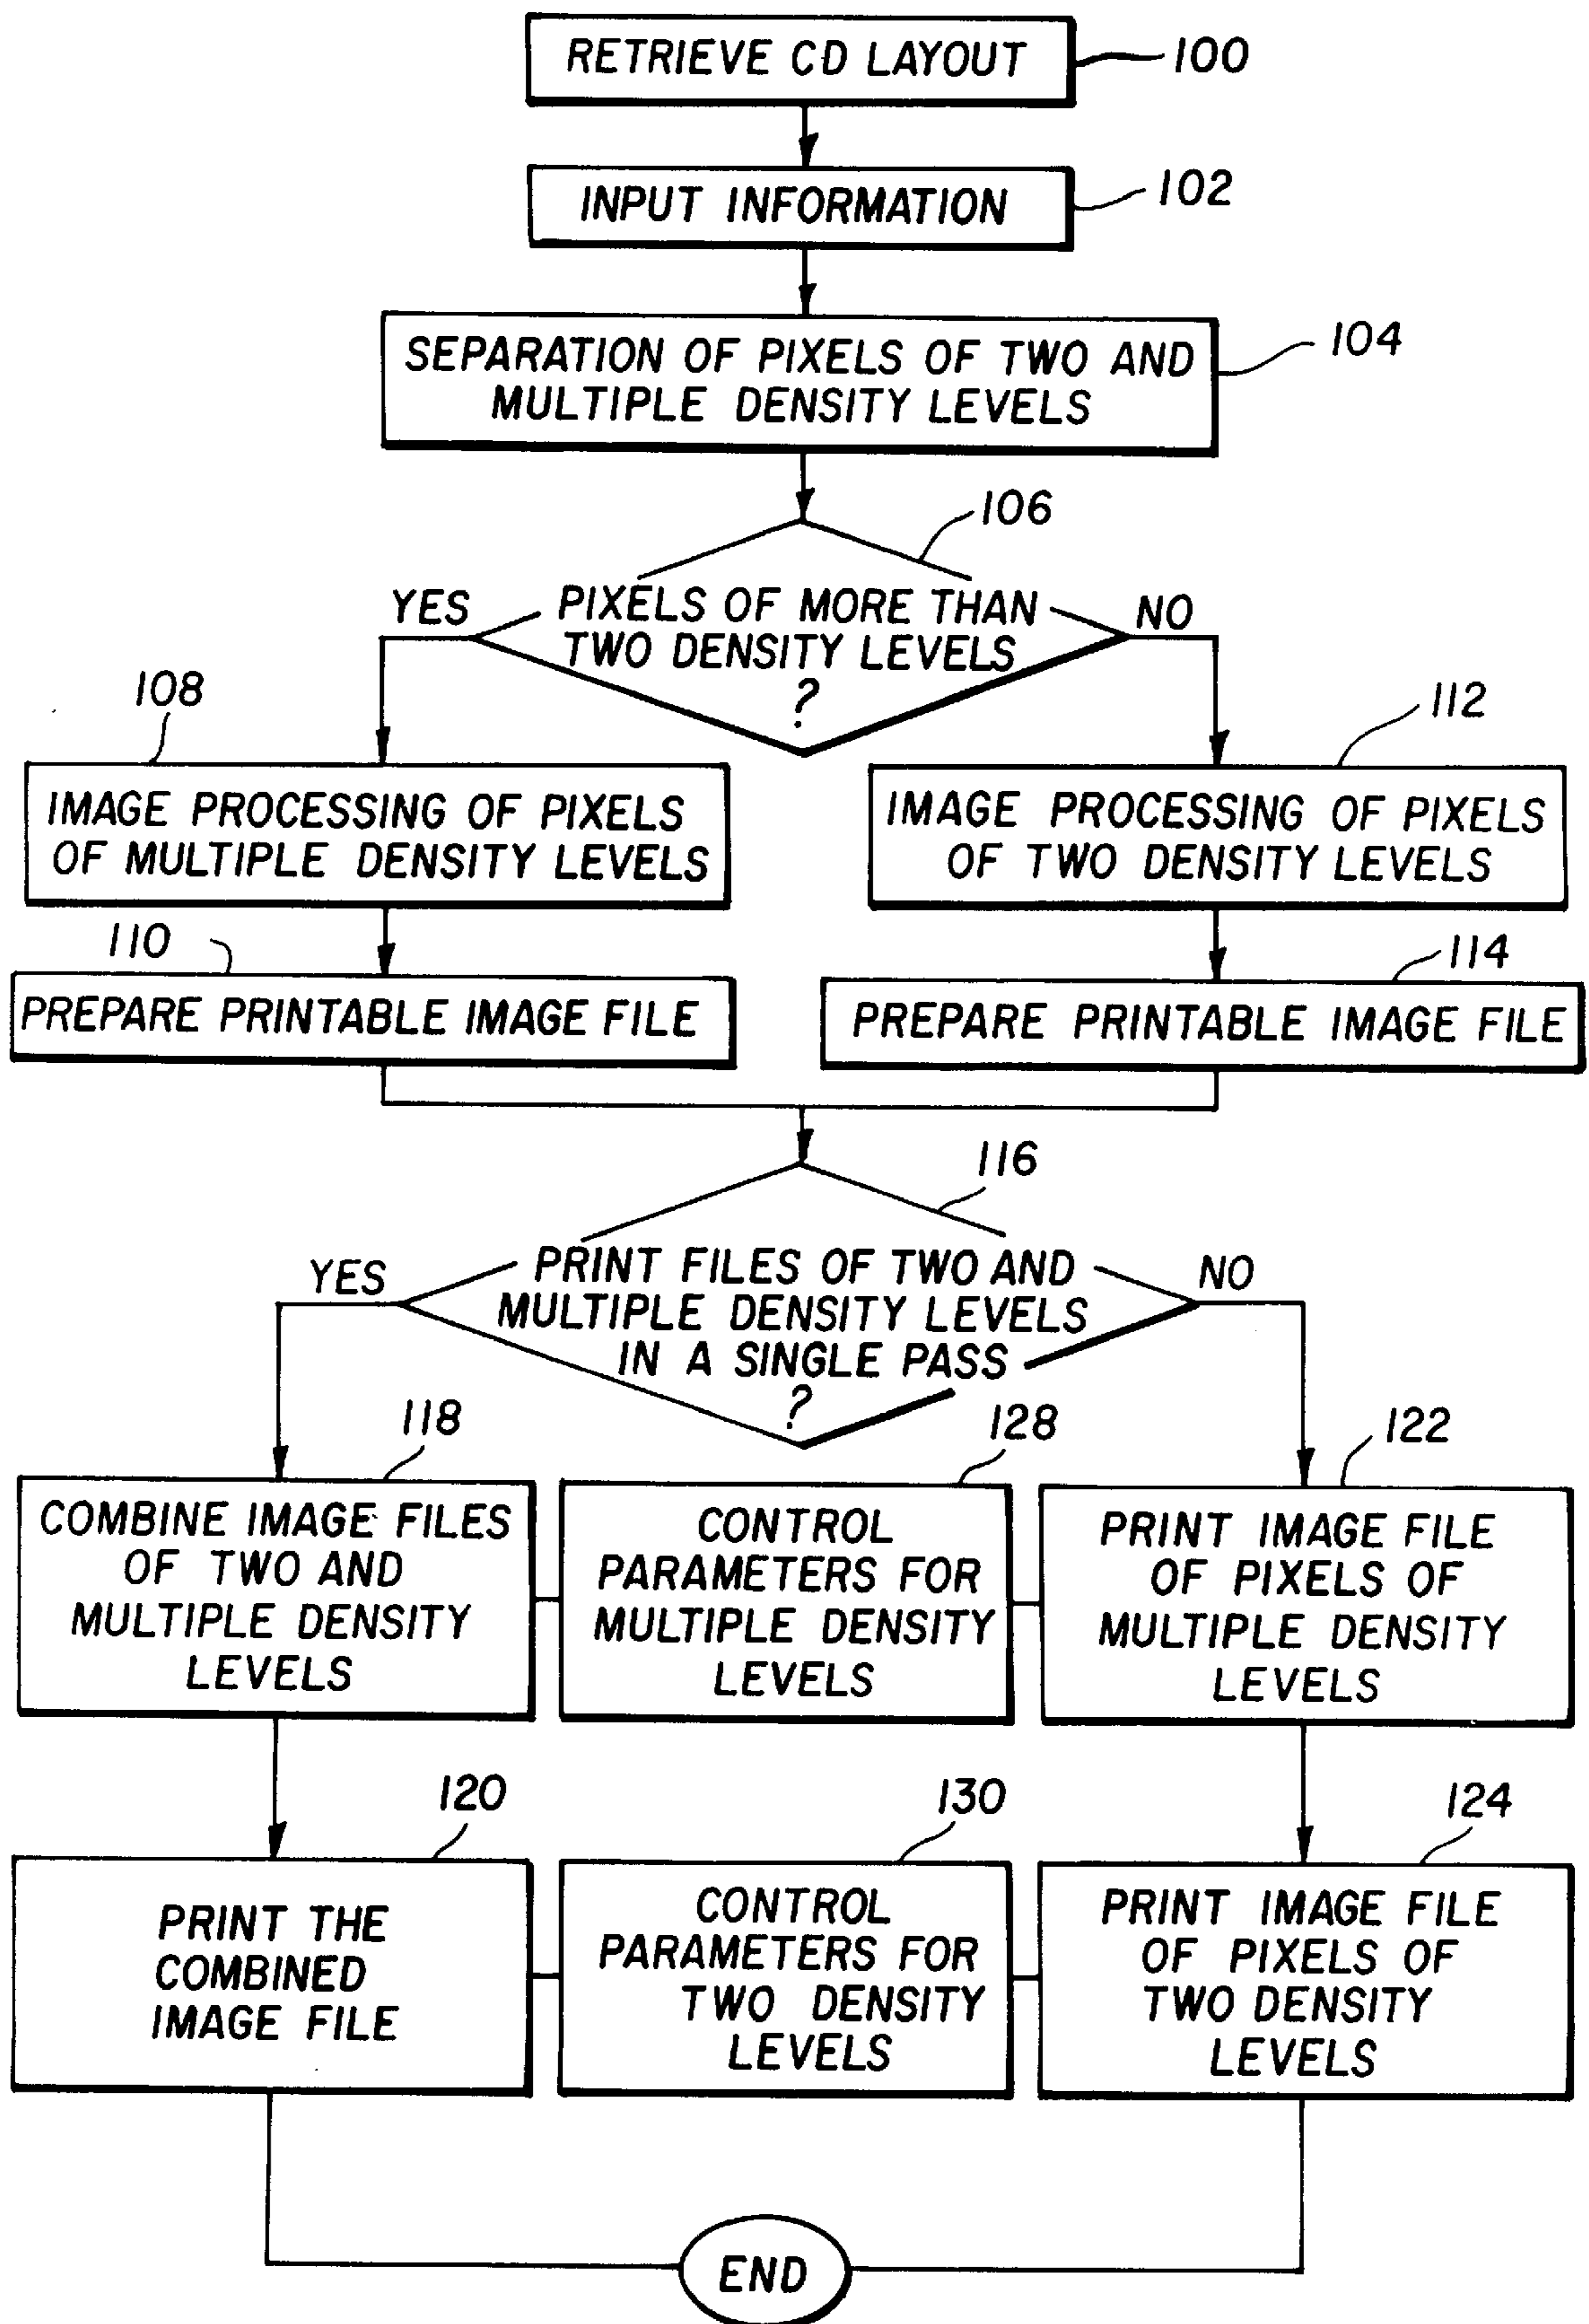 RETRIEVE CD LAYOUT
100
INPUT INFORMATION
102
SEPARATION OF PIXELS OF TWO AND
MULTIPLE DENSITY LEVELS
104
106
YES
PIXELS OF MORE THAN
TWO DENSITY LEVELS
?
NO
108
112
IMAGE PROCESSING OF PIXELS
OF MULTIPLE DENSITY LEVELS
IMAGE PROCESSING OF PIXELS
OF TWO DENSITY LEVELS
110
114
PREPARE PRINTABLE IMAGE FILE
PREPARE PRINTABLE IMAGE FILE
116
YES
PRINT FILES OF TWO AND
MULTIPLE DENSITY LEVELS
IN A SINGLE PASS
?
NO
118
128
122
COMBINE IMAGE FILES
OF TWO AND
MULTIPLE DENSITY
LEVELS
CONTROL
PARAMETERS FOR
MULTIPLE DENSITY
LEVELS
PRINT IMAGE FILE
OF PIXELS OF
MULTIPLE DENSITY
LEVELS
120
130
124
PRINT THE
COMBINED
IMAGE FILE
CONTROL
PARAMETERS FOR
TWO DENSITY
LEVELS
PRINT IMAGE FILE
OF PIXELS OF
TWO DENSITY
LEVELS
END